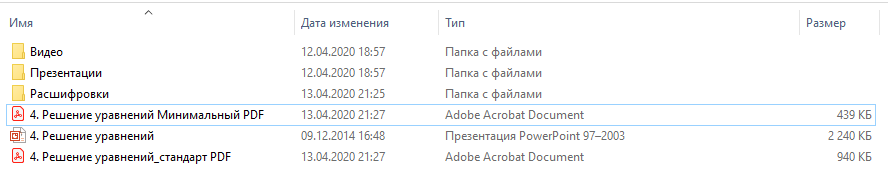 Имя Дата изменения Тип Размер
Видео 12.04.2020 18:57 Папка с файлами
Презентации 12.04.2020 18:57 Папка с файлами
Расшифровки 13.04.2020 21:25 Папка с файлами
4. Решение уравнений Минимальный PDF 13.04.2020 21:27 Adobe Acrobat Document 439 КБ
4. Решение уравнений 09.12.2014 16:48 Презентация PowerPoint 97–2003 2 240 КБ
4. Решение уравнений_стандарт PDF 13.04.2020 21:27 Adobe Acrobat Document 940 КБ